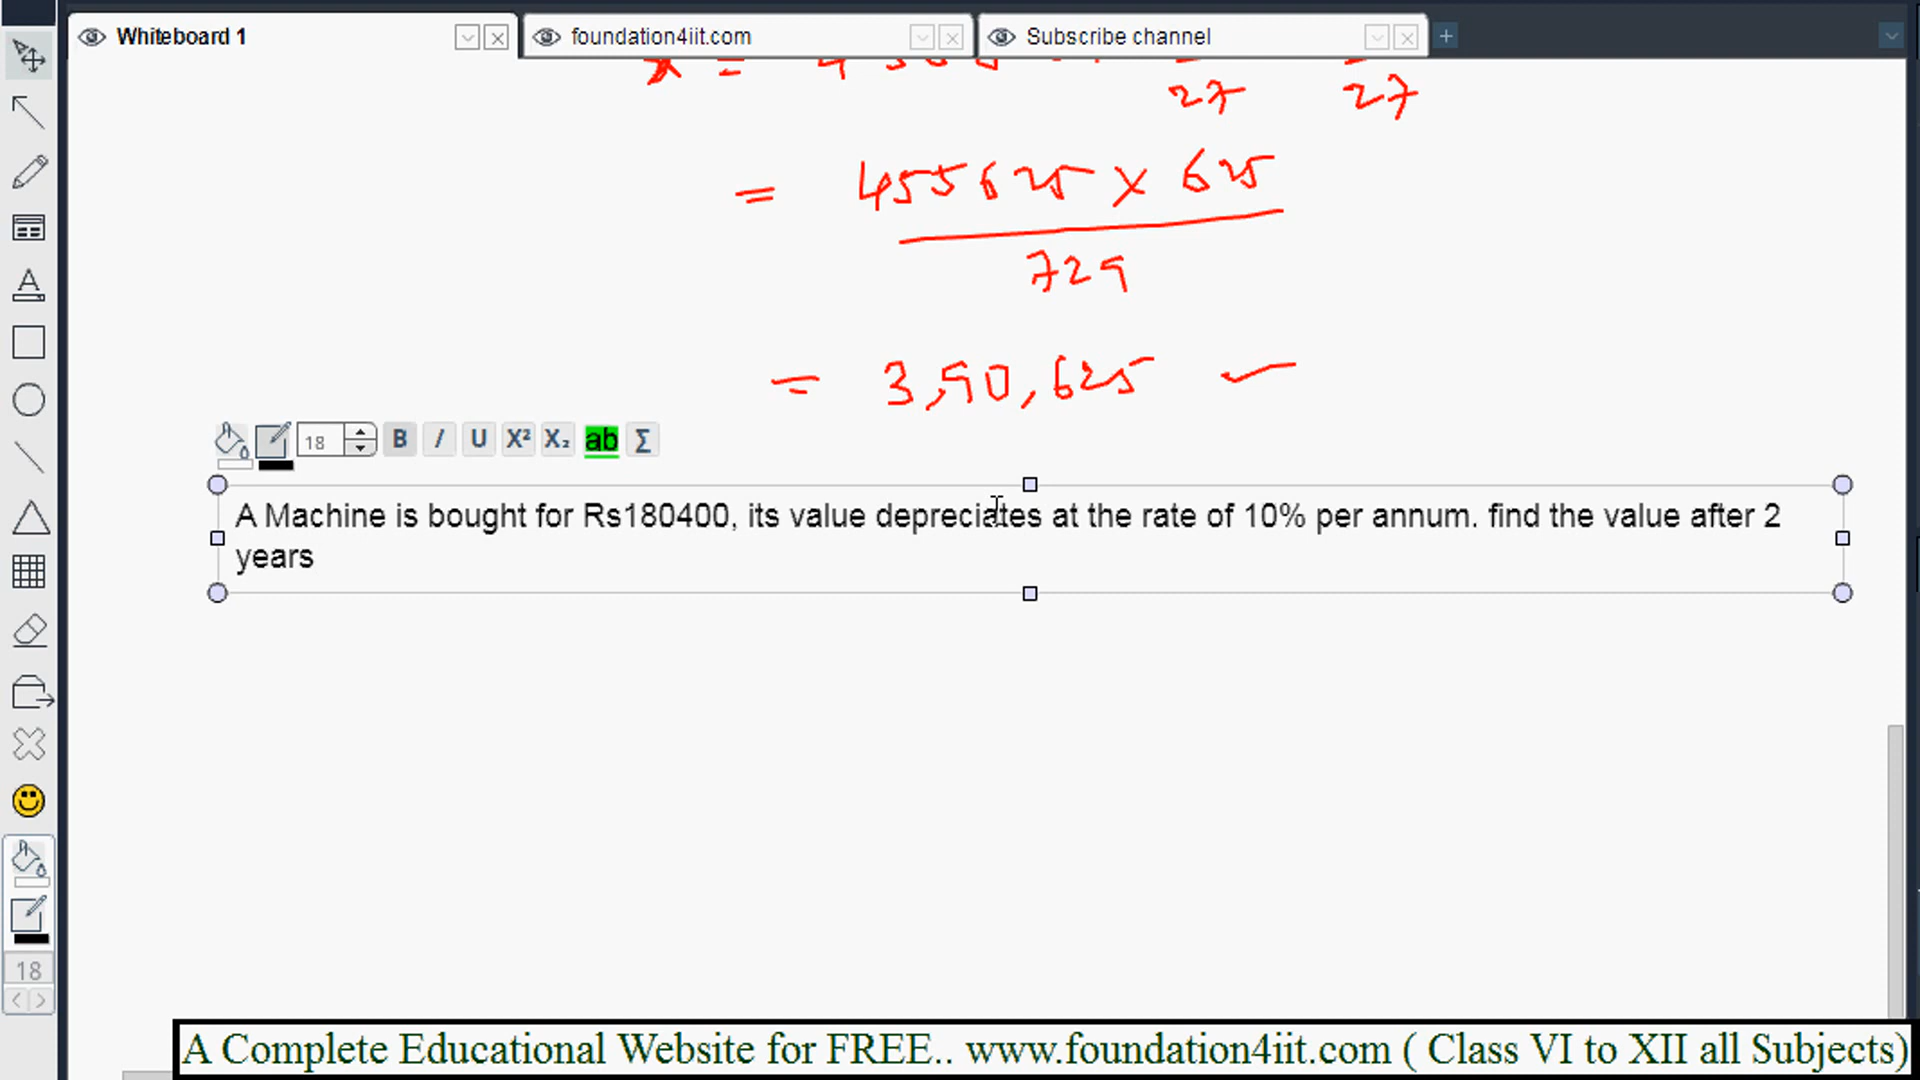 Whiteboard 1
foundation4iit.com
Subscribe channel
27 27
= 455625 x 625
729
= 3,90,625
18 B I U X² X₂ ab Σ
A Machine is bought for Rs180400, its value depreciates at the rate of 10% per annum. find the value after 2
years
A
18
A Complete Educational Website for FREE.. www.foundation4iit.com ( Class VI to XII all Subjects)